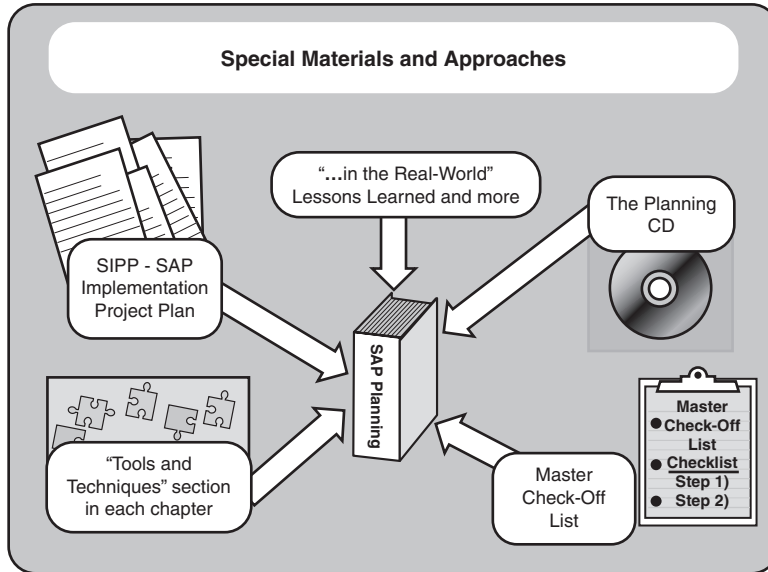 Special Materials and Approaches
“...in the Real-World”
Lessons Learned and more
The Planning
CD
SIPP - SAP
Implementation
Project Plan
SAP Planning
“Tools and
Techniques” section
in each chapter
Master
Check-Off
List
Master
Check-Off
List
Checklist
Step 1)
Step 2)